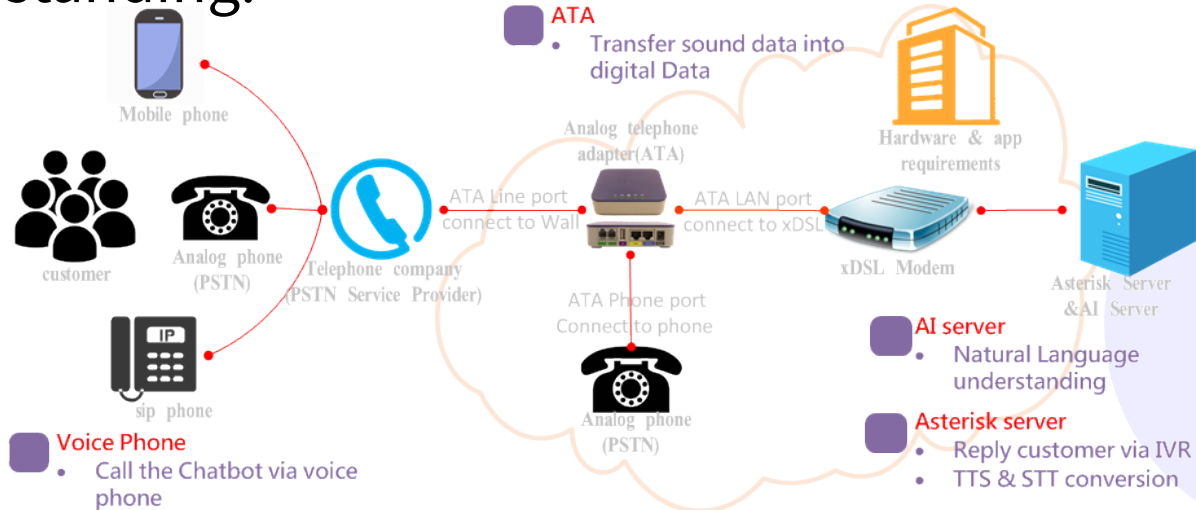 standing.
Mobile phone
customer
Analog phone
(PSTN)
sip phone
IP
Voice Phone
• Call the Chatbot via voice
phone
Telephone company
(PSTN Service Provider)
ATA Line port
connect to Wall
ATA
• Transfer sound data into
digital Data
Analog telephone
adapter(ATA)
ATA LAN port
connect to xDSL
ATA Phone port
Connect to phone
Analog phone
(PSTN)
Hardware & app
requirements
xDSL Modem
Asterisk Server
&AI Server
AI server
• Natural Language
understanding
Asterisk server
• Reply customer via IVR
• TTS & STT conversion